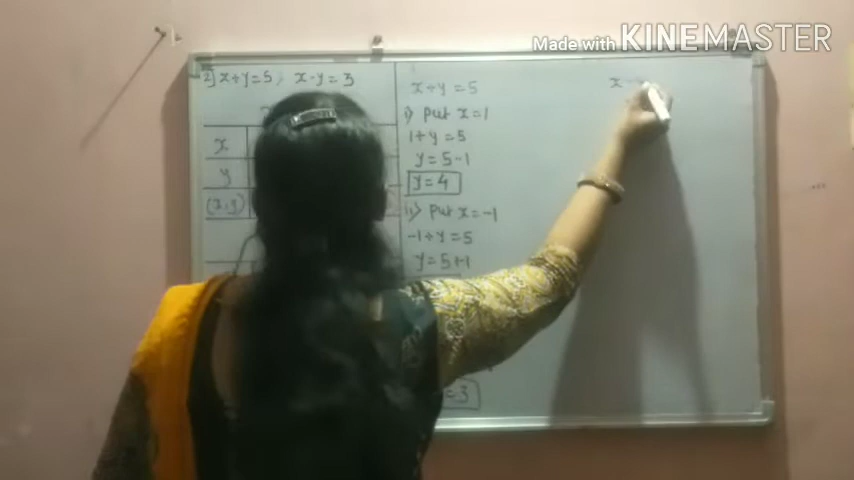 Made with KINEMASTER
2] x+y=5, x-y=3
x
y
(x,y)
x+y=5
i) Put x=1
1+y=5
y=5-1
y=4
ii) Put x=-1
-1+y=5
y=5+1
=3
x -